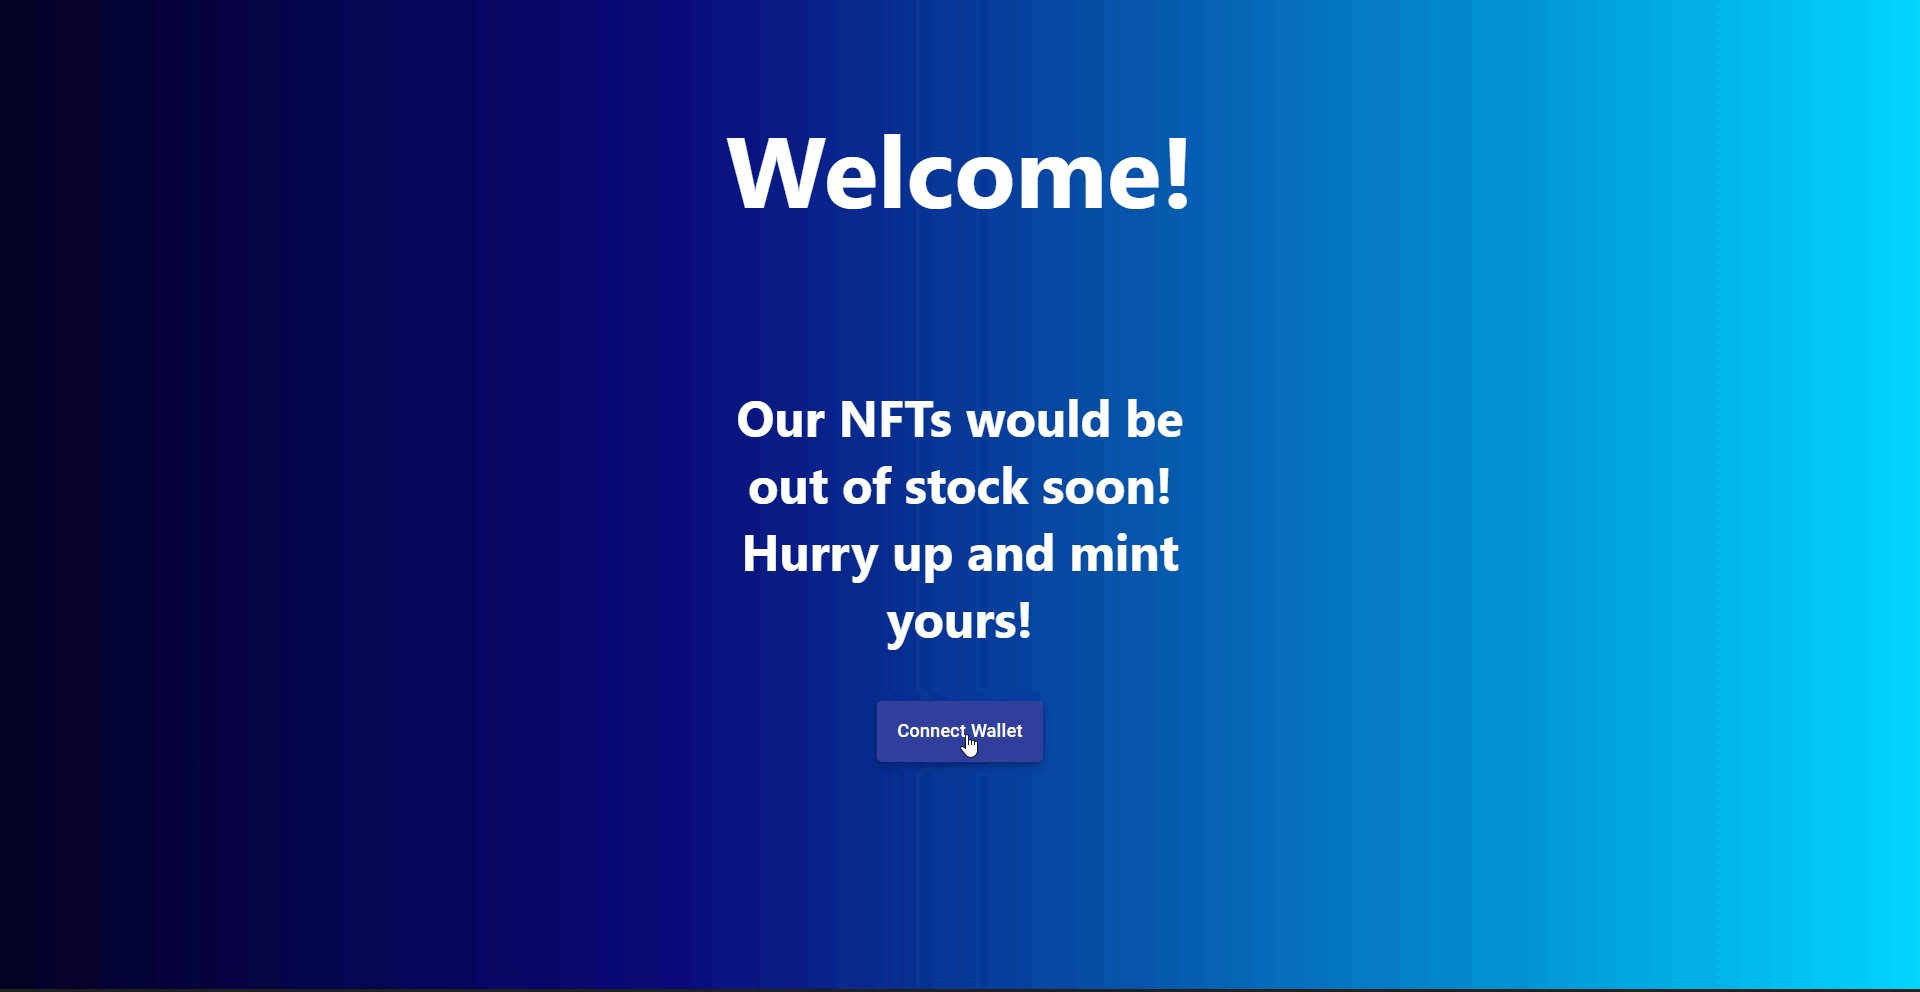 Welcome!
Our NFTs would be
out of stock soon!
Hurry up and mint
yours!
Connect Wallet